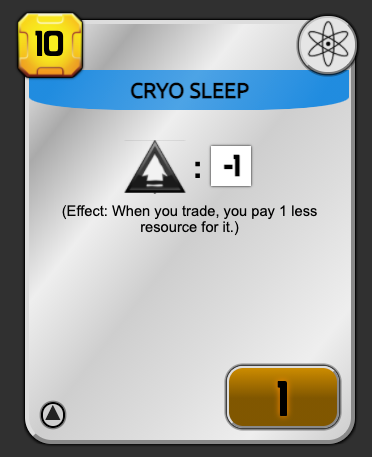 10
CRYO SLEEP
: -1
(Effect: When you trade, you pay 1 less
resource for it.)
1